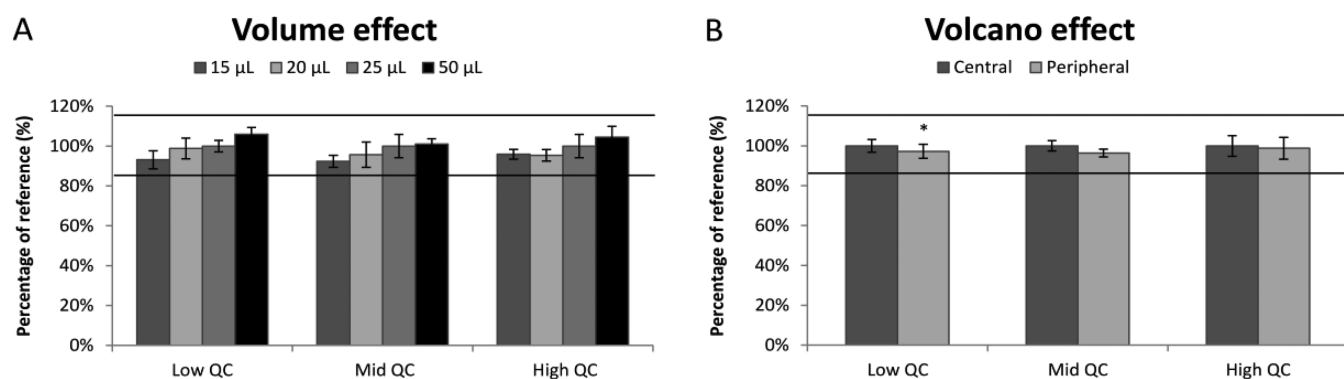 A
Volume effect
15 µL 20 µL 25 µL 50 µL
Percentage of reference (%)
120%
100%
80%
60%
40%
20%
0%
Low QC Mid QC High QC
B
Volcano effect
Central Peripheral
Percentage of reference (%)
120%
100%
80%
60%
40%
20%
0%
*
Low QC Mid QC High QC